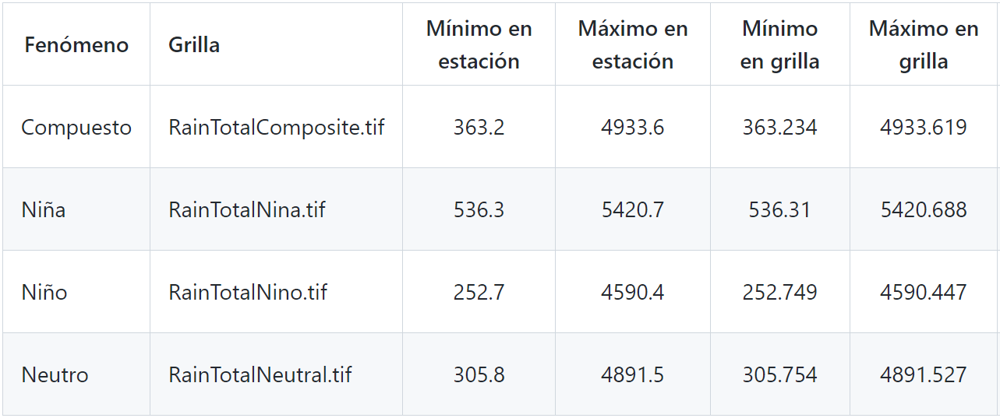 Fenómeno Grilla Mínimo en estación Máximo en estación Mínimo en grilla Máximo en grilla
Compuesto RainTotalComposite.tif 363.2 4933.6 363.234 4933.619
Niña RainTotalNina.tif 536.3 5420.7 536.31 5420.688
Niño RainTotalNino.tif 252.7 4590.4 252.749 4590.447
Neutro RainTotalNeutral.tif 305.8 4891.5 305.754 4891.527